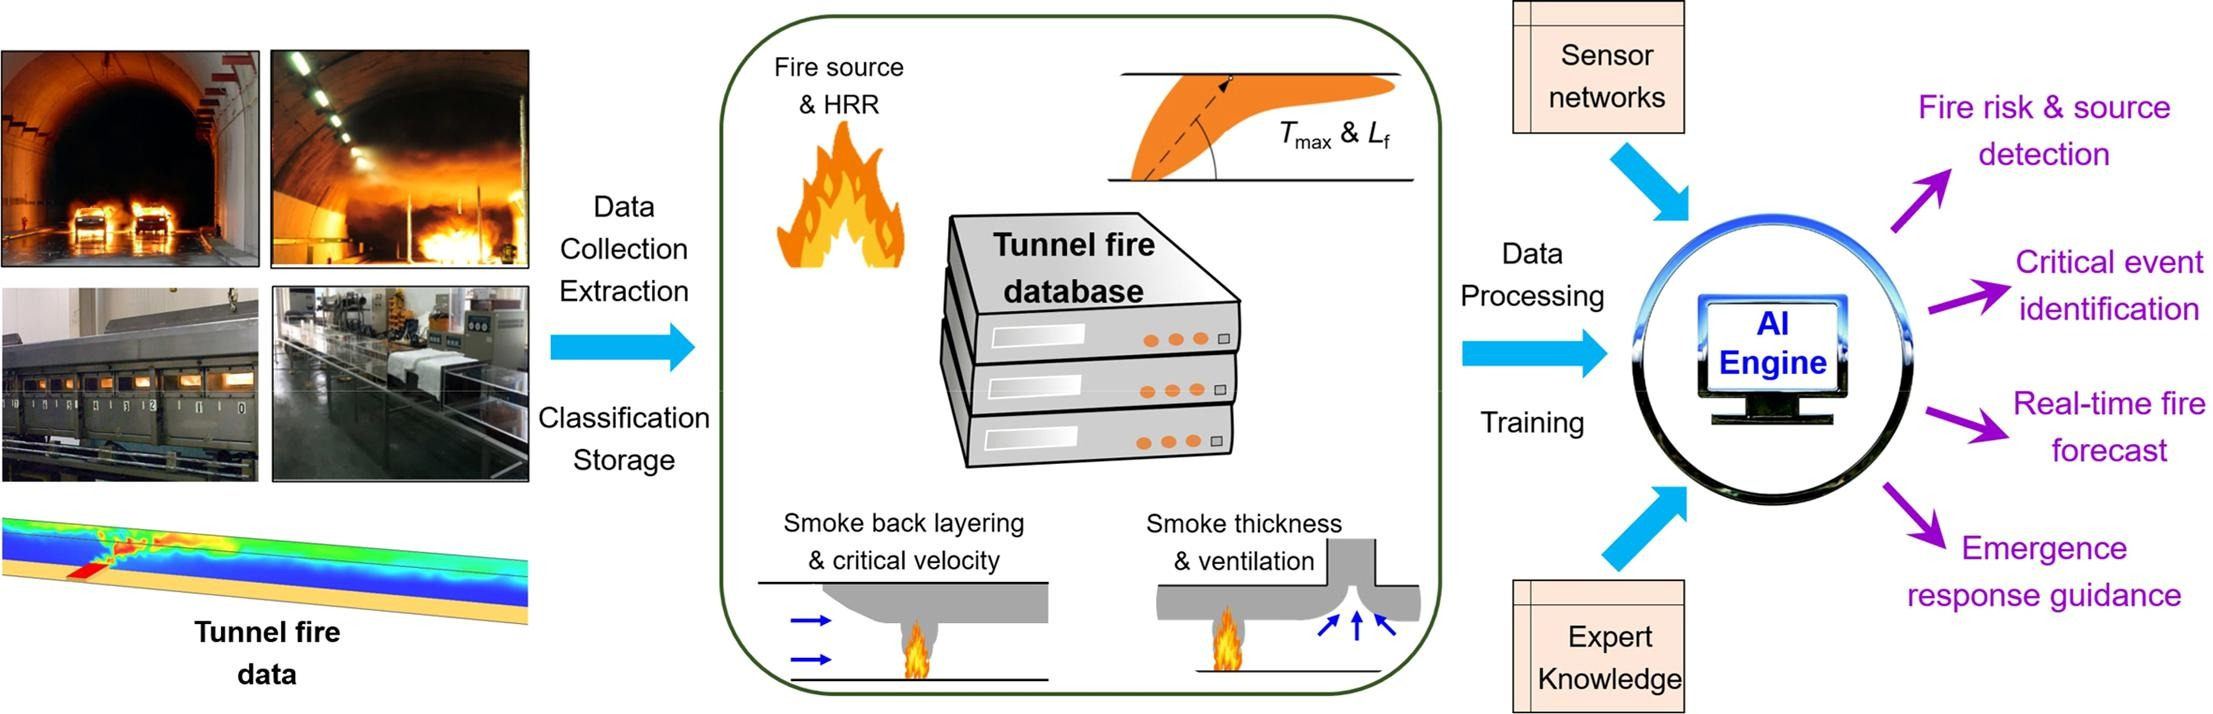 Data
Collection
Extraction
Classification
Storage
Tunnel fire
data
Fire source
& HRR
Tmax & Lf
Tunnel fire
database
Smoke back layering
& critical velocity
Smoke thickness
& ventilation
Data
Processing
Training
Sensor
networks
AI
Engine
Expert
Knowledge
Fire risk & source
detection
Critical event
identification
Real-time fire
forecast
Emergence
response guidance